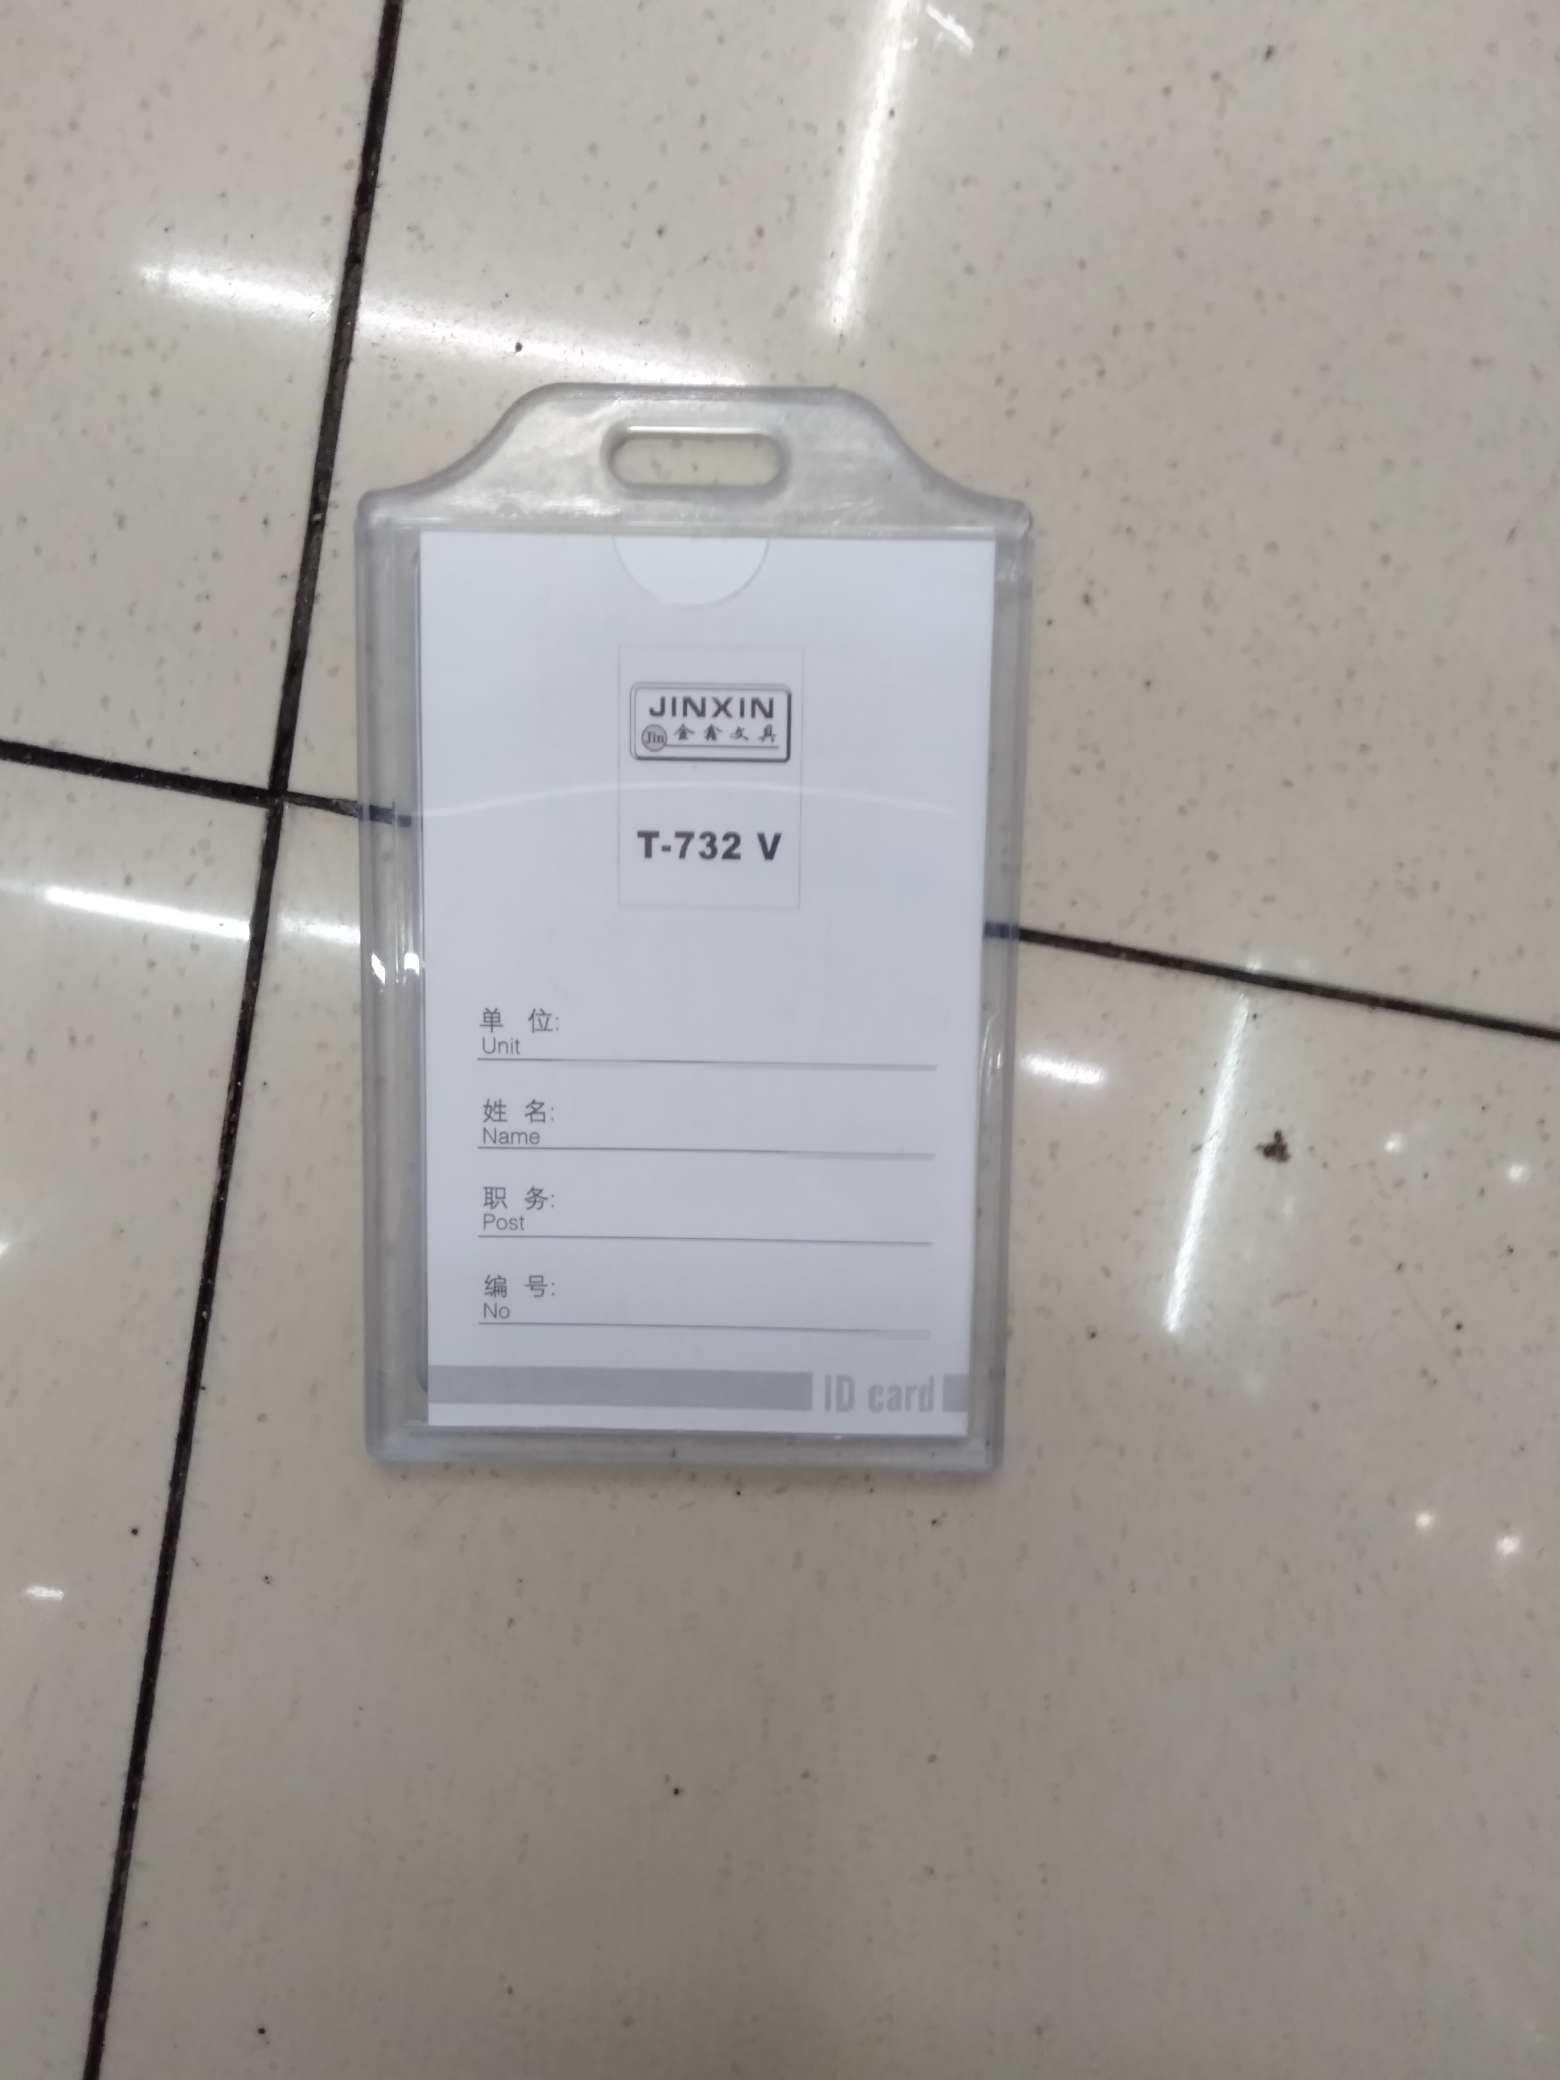 JINXIN
Jin 金鑫文具
T-732 V
单 位:
Unit
姓 名:
Name
职 务:
Post
编 号:
No
ID card